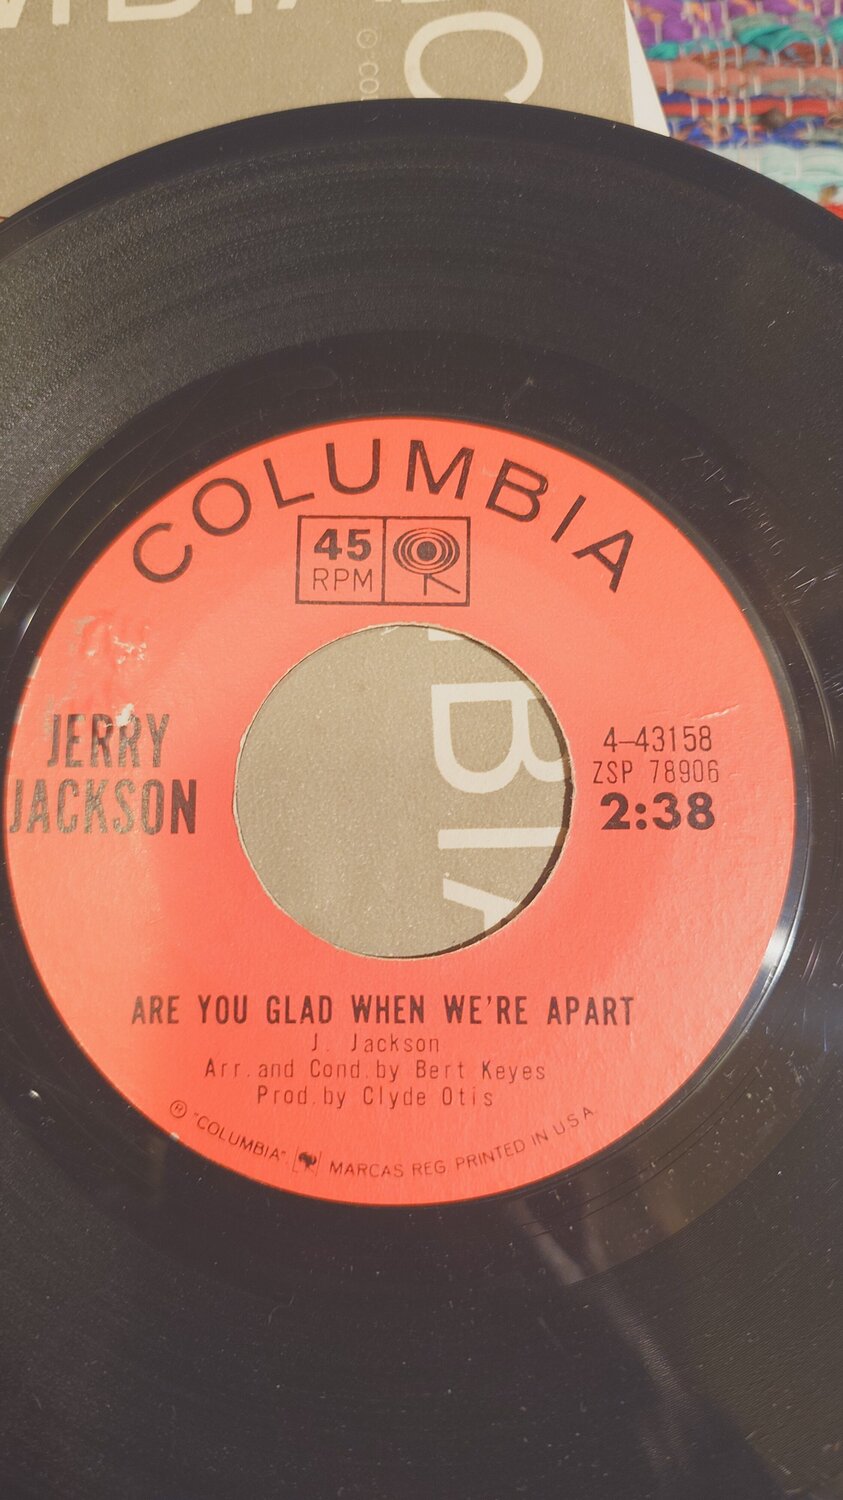 COLUMBIA
45
RPM
JERRY
JACKSON
4-43158
ZSP 78906
2:38
ARE YOU GLAD WHEN WE'RE APART
J. Jackson
Arr. and Cond. by Bert Keyes
Prod. by Clyde Otis
® "COLUMBIA", MARCAS REG. PRINTED IN U.S.A.